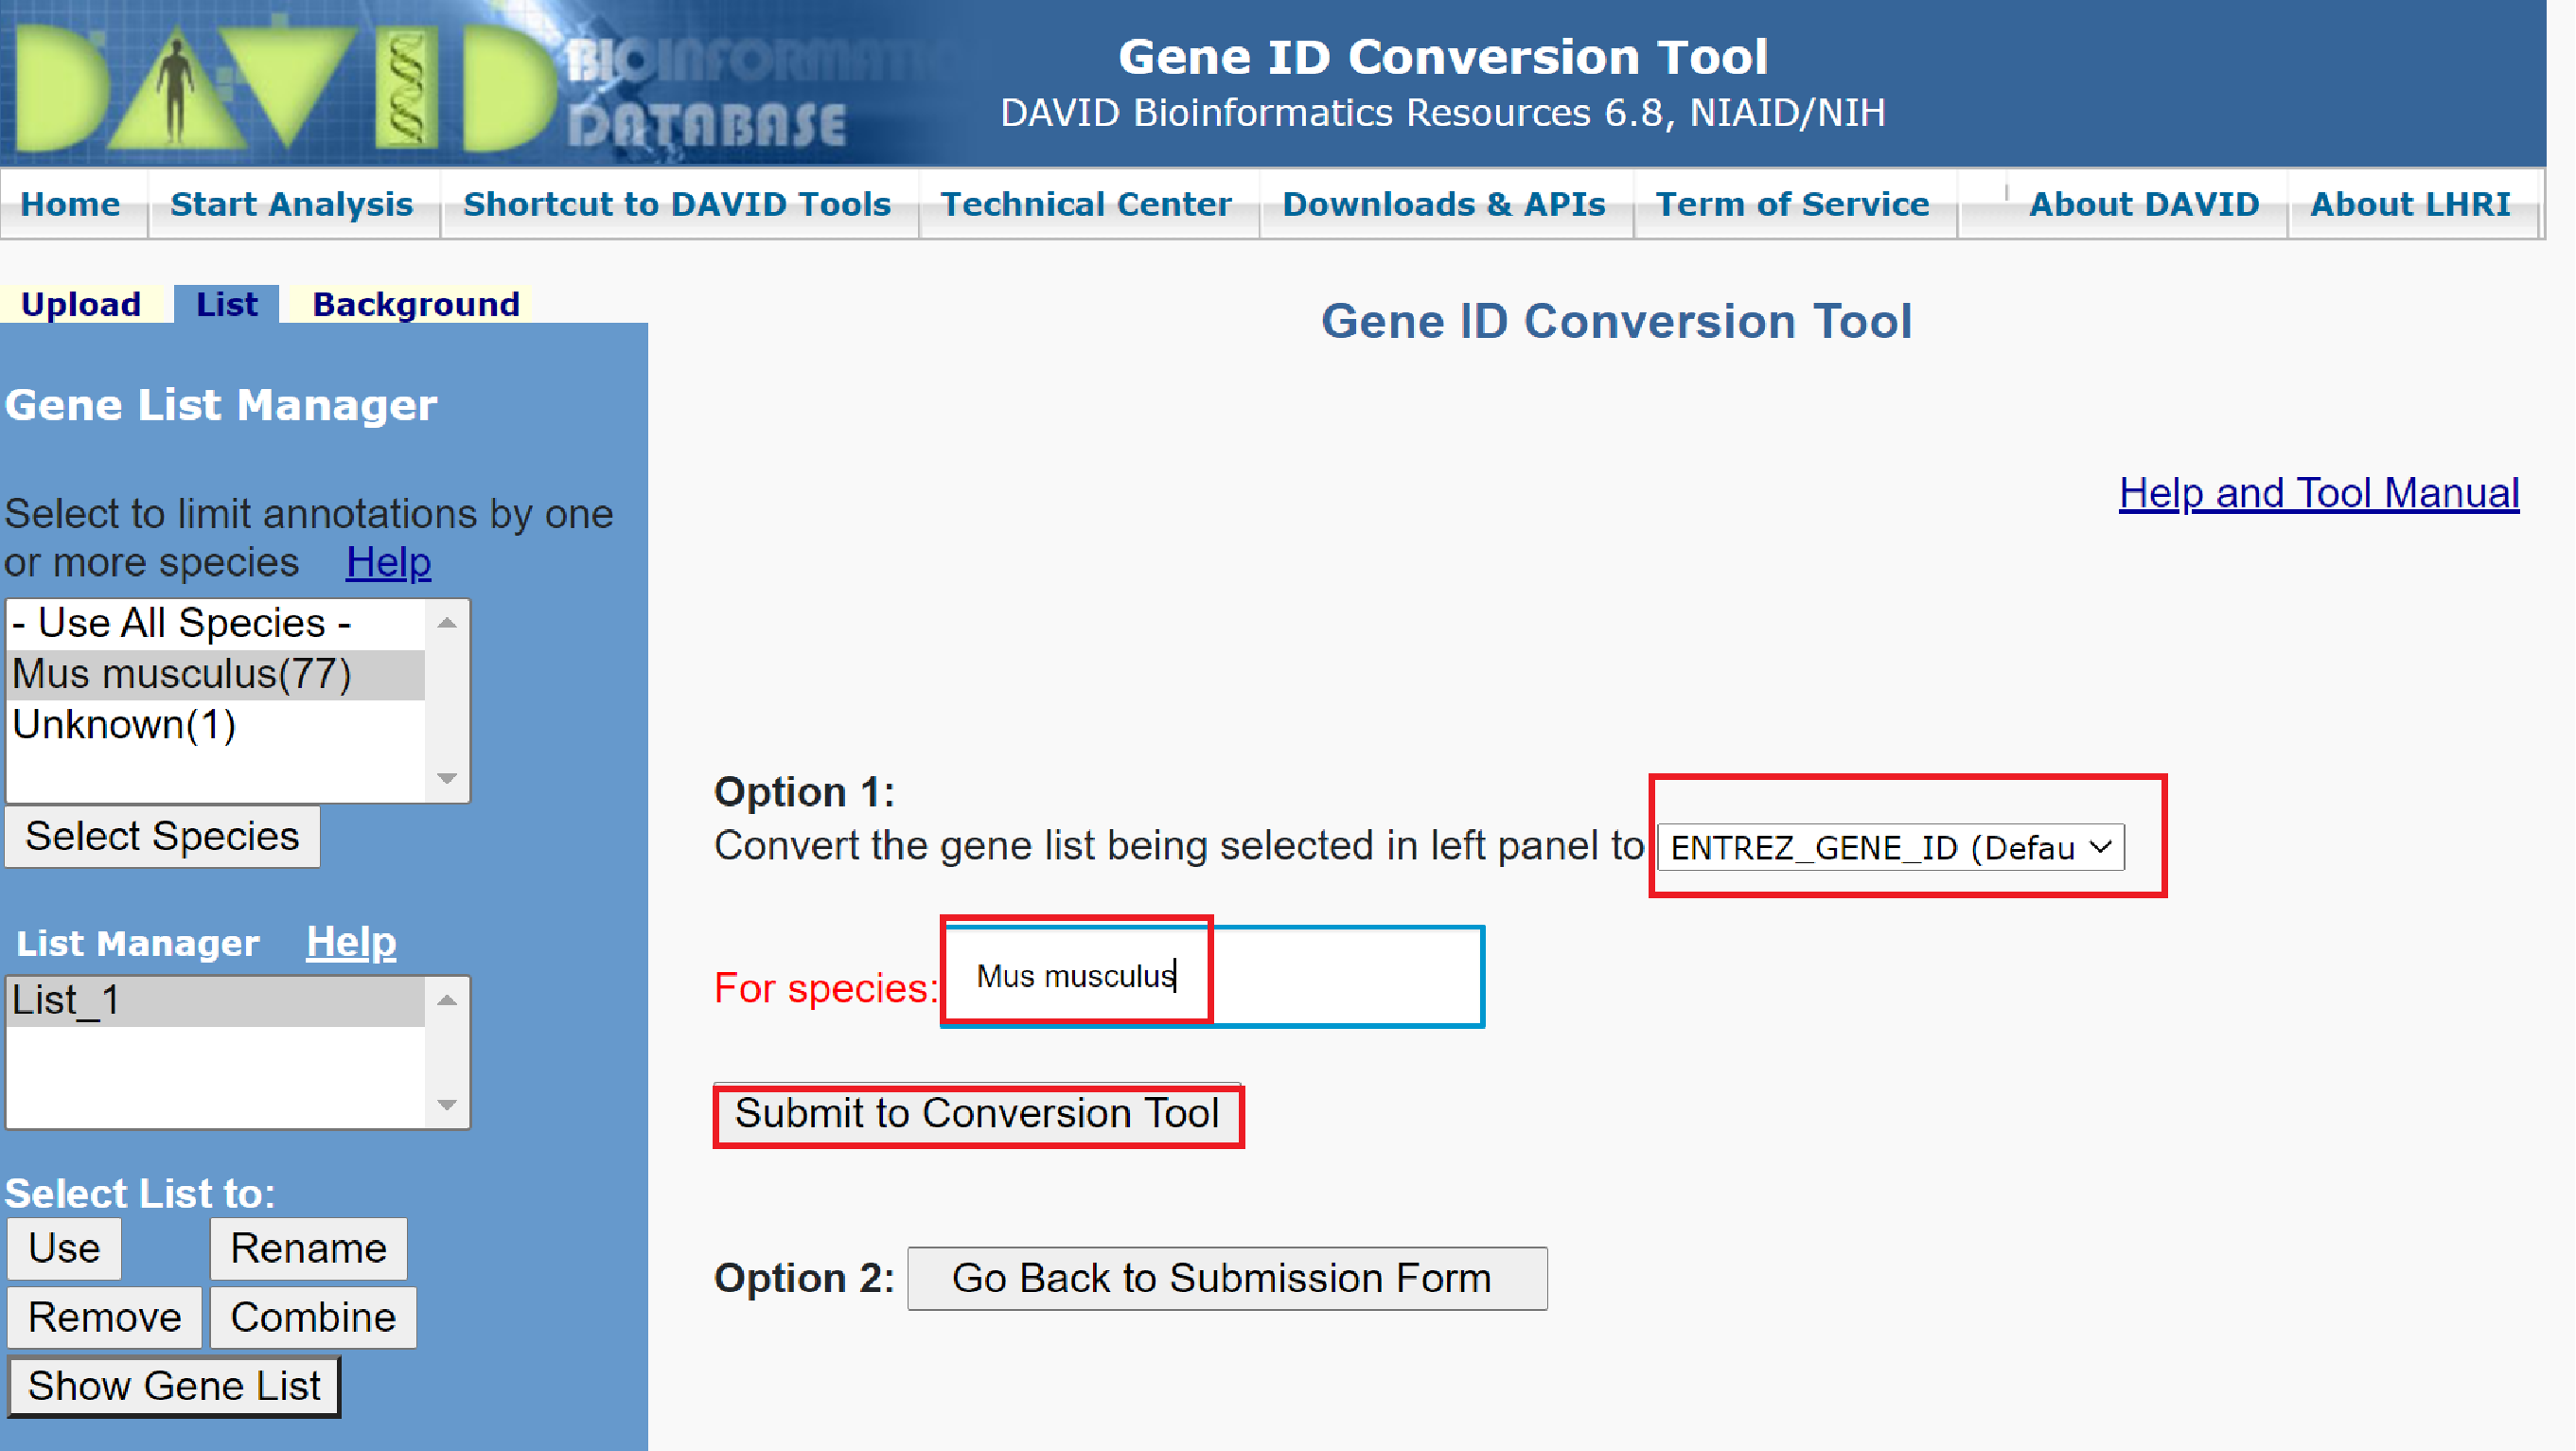 DAVID BIOINFORMATICS
DATABASE
Gene ID Conversion Tool
DAVID Bioinformatics Resources 6.8, NIAID/NIH
Home Start Analysis Shortcut to DAVID Tools Technical Center Downloads & APIs Term of Service About DAVID About LHRI
Upload List Background
Gene List Manager
Select to limit annotations by one
or more species Help
- Use All Species -
Mus musculus(77)
Unknown(1)
Select Species
List Manager Help
List_1
Select List to:
Use Rename
Remove Combine
Show Gene List
Gene ID Conversion Tool
Help and Tool Manual
Option 1:
Convert the gene list being selected in left panel to ENTREZ_GENE_ID (Defau
For species: Mus musculus
Submit to Conversion Tool
Option 2: Go Back to Submission Form